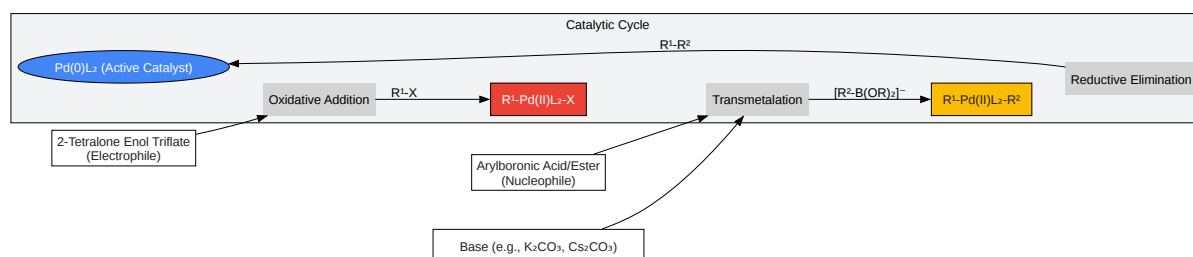 Catalytic Cycle
R¹-R²
Pd(0)L₂ (Active Catalyst)
Reductive Elimination
Oxidative Addition
R¹-X
R¹-Pd(II)L₂-X
Transmetalation
[R²-B(OR)₂]⁻
R¹-Pd(II)L₂-R²
2-Tetralone Enol Triflate
(Electrophile)
Arylboronic Acid/Ester
(Nucleophile)
Base (e.g., K₂CO₃, Cs₂CO₃)